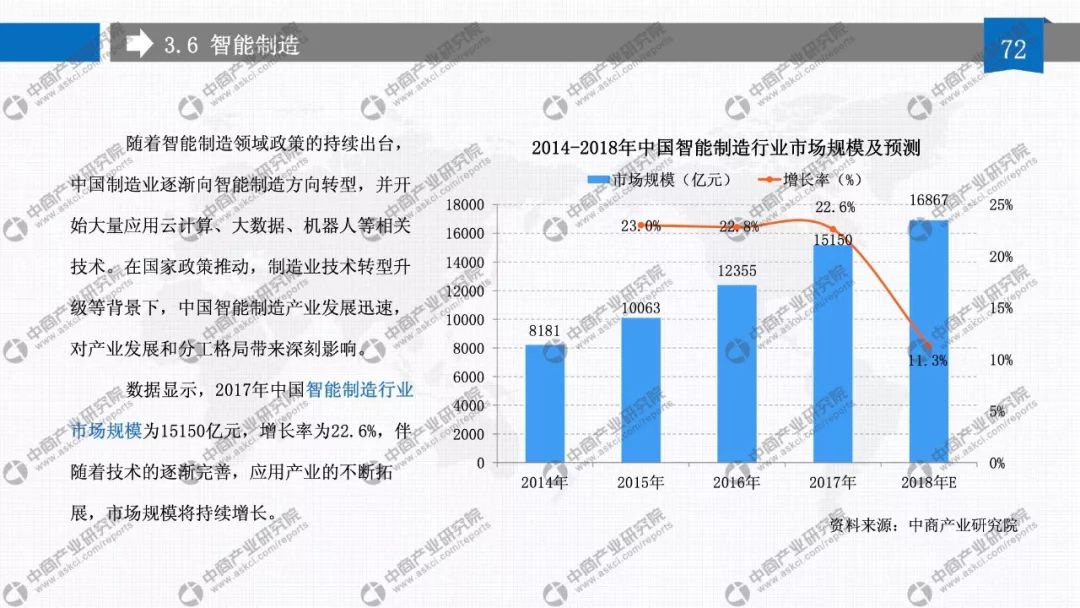 3.6 智能制造
72
随着智能制造领域政策的持续出台，
中国制造业逐渐向智能制造方向转型，并开
始大量应用云计算、大数据、机器人等相关
技术。在国家政策推动，制造业技术转型升
级等背景下，中国智能制造产业发展迅速，
对产业发展和分工格局带来深刻影响。
数据显示，2017年中国智能制造行业
市场规模为15150亿元，增长率为22.6%，伴
随着技术的逐渐完善，应用产业的不断拓
展，市场规模将持续增长。
2014-2018年中国智能制造行业市场规模及预测
市场规模（亿元） 增长率（%）
18000
16000
14000
12000
10000
8000
6000
4000
2000
0
8181
10063
12355
15150
16867
23.0%
22.8%
22.6%
11.3%
25%
20%
15%
10%
5%
0%
2014年 2015年 2016年 2017年 2018年E
资料来源：中商产业研究院
中商产业研究院
www.askci.com/reports